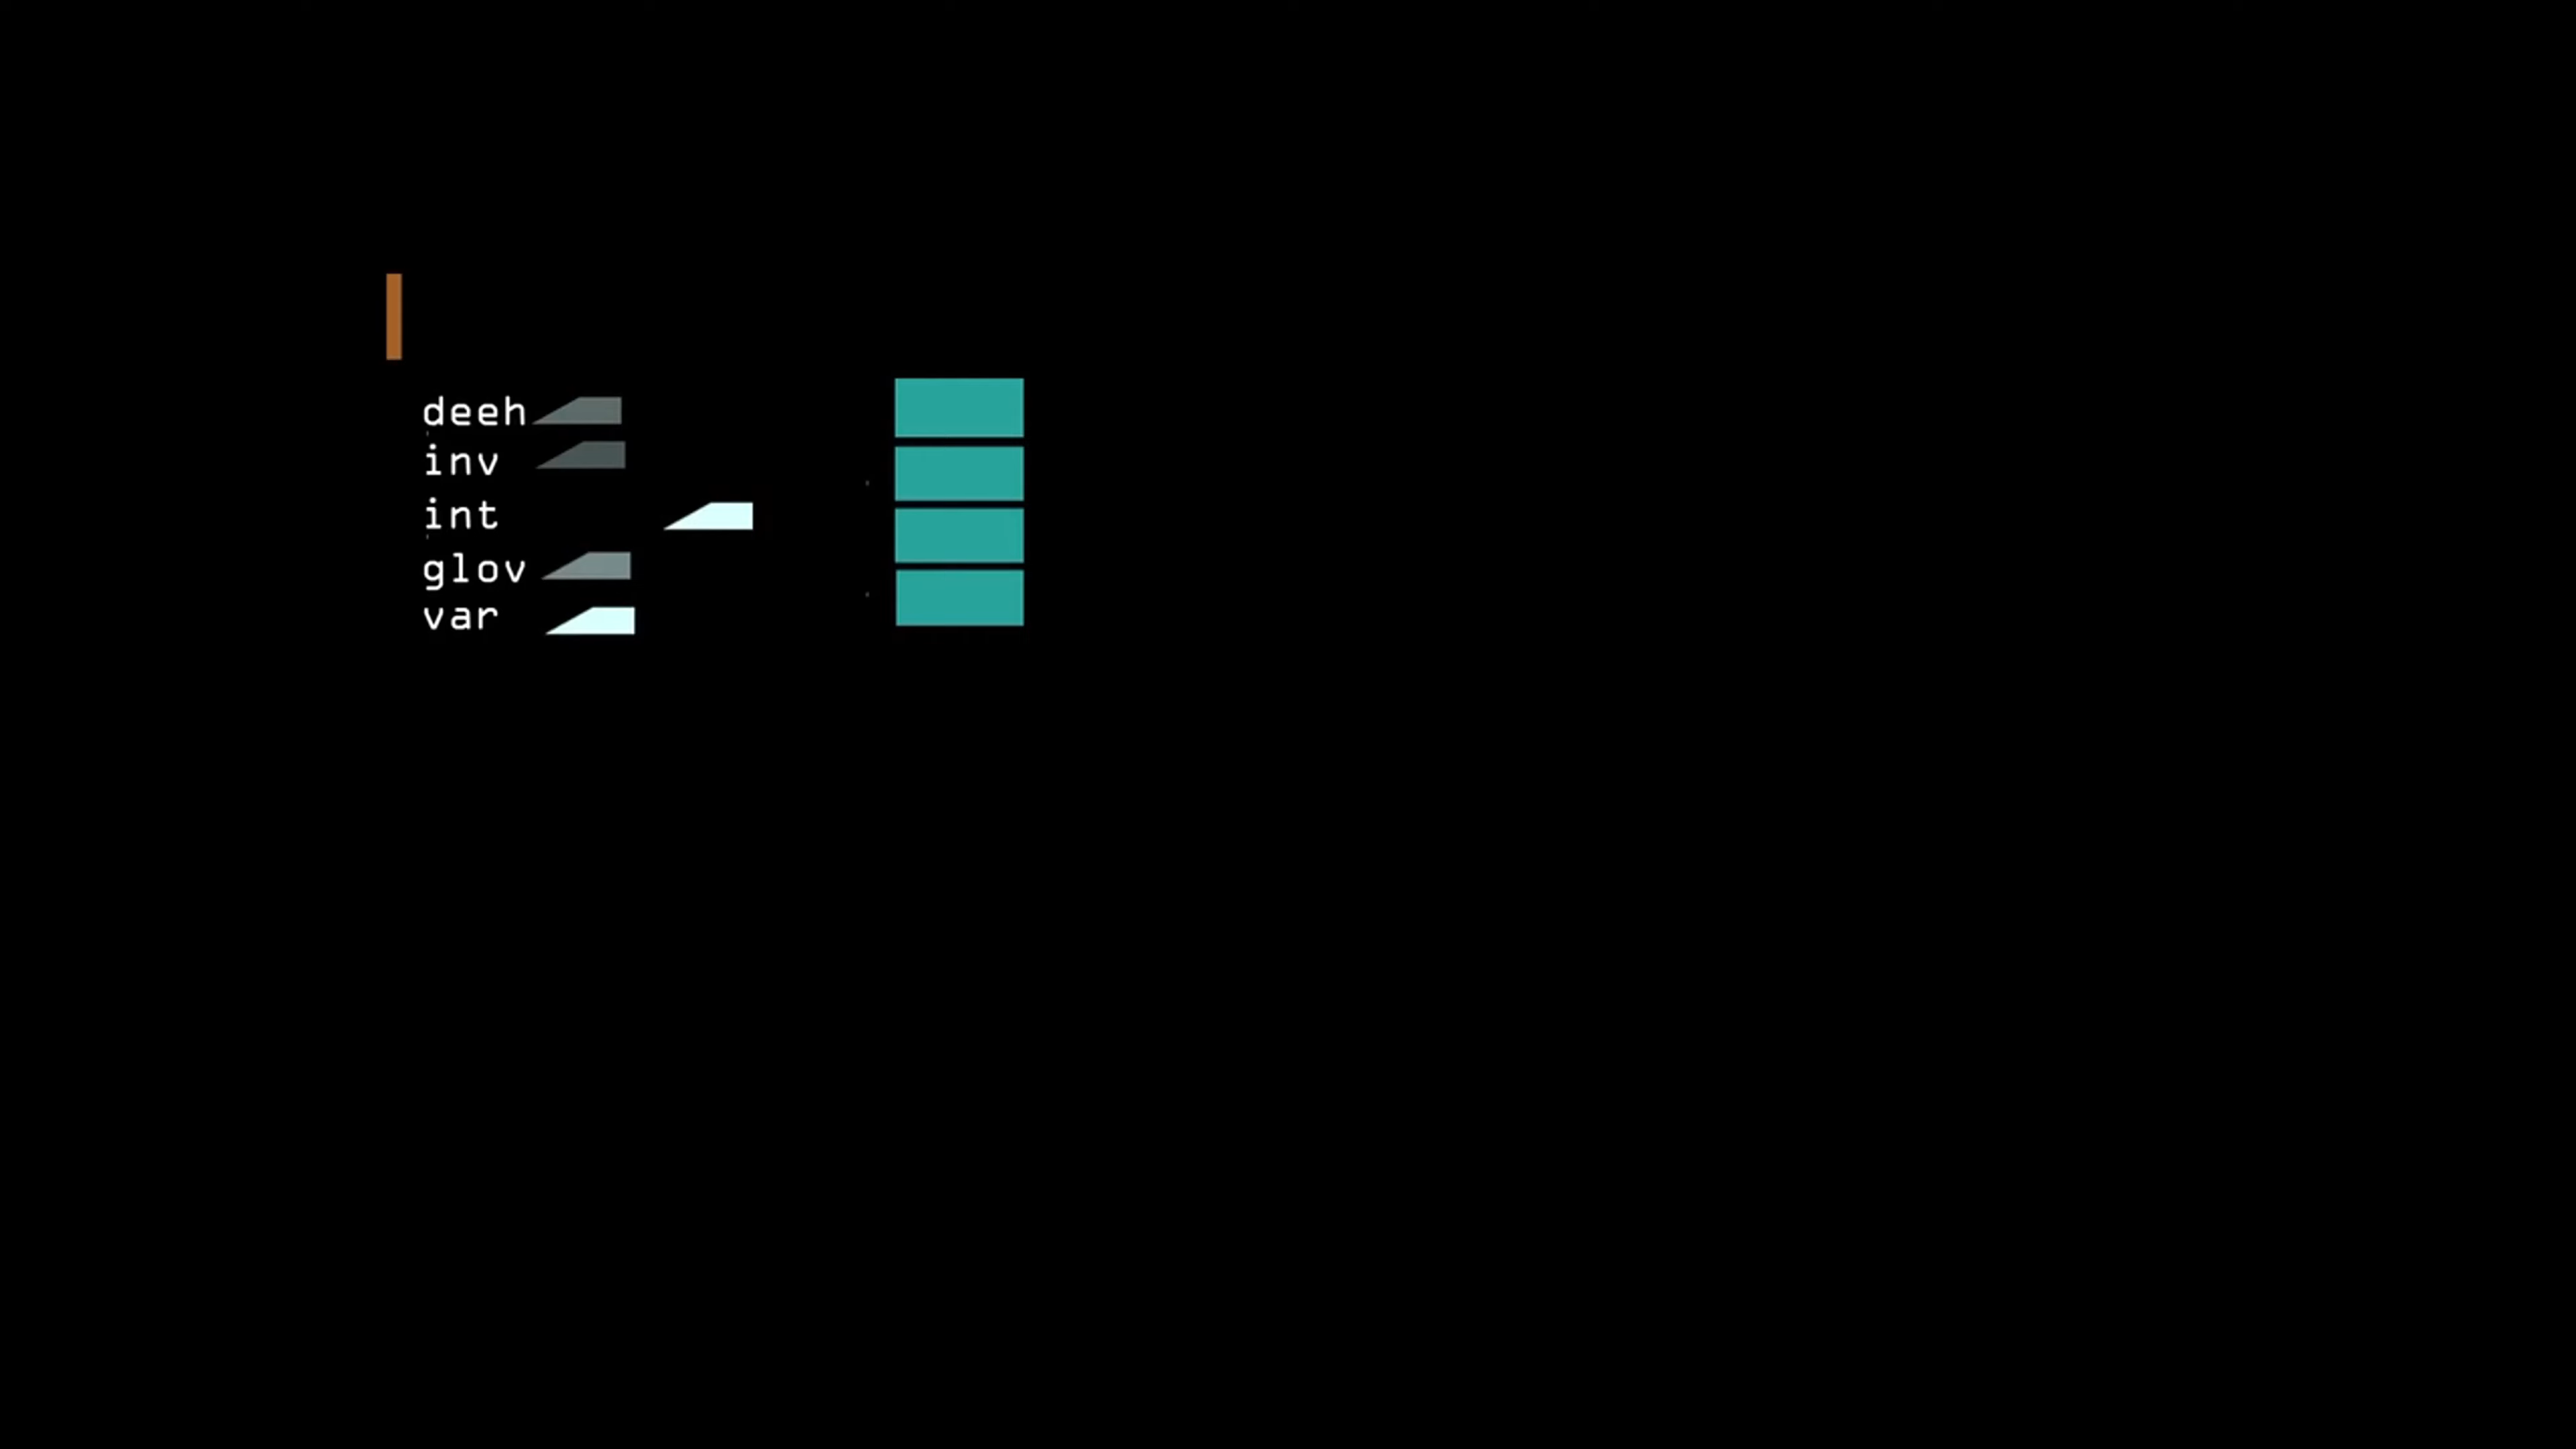 deeh
inv
int
glov
var